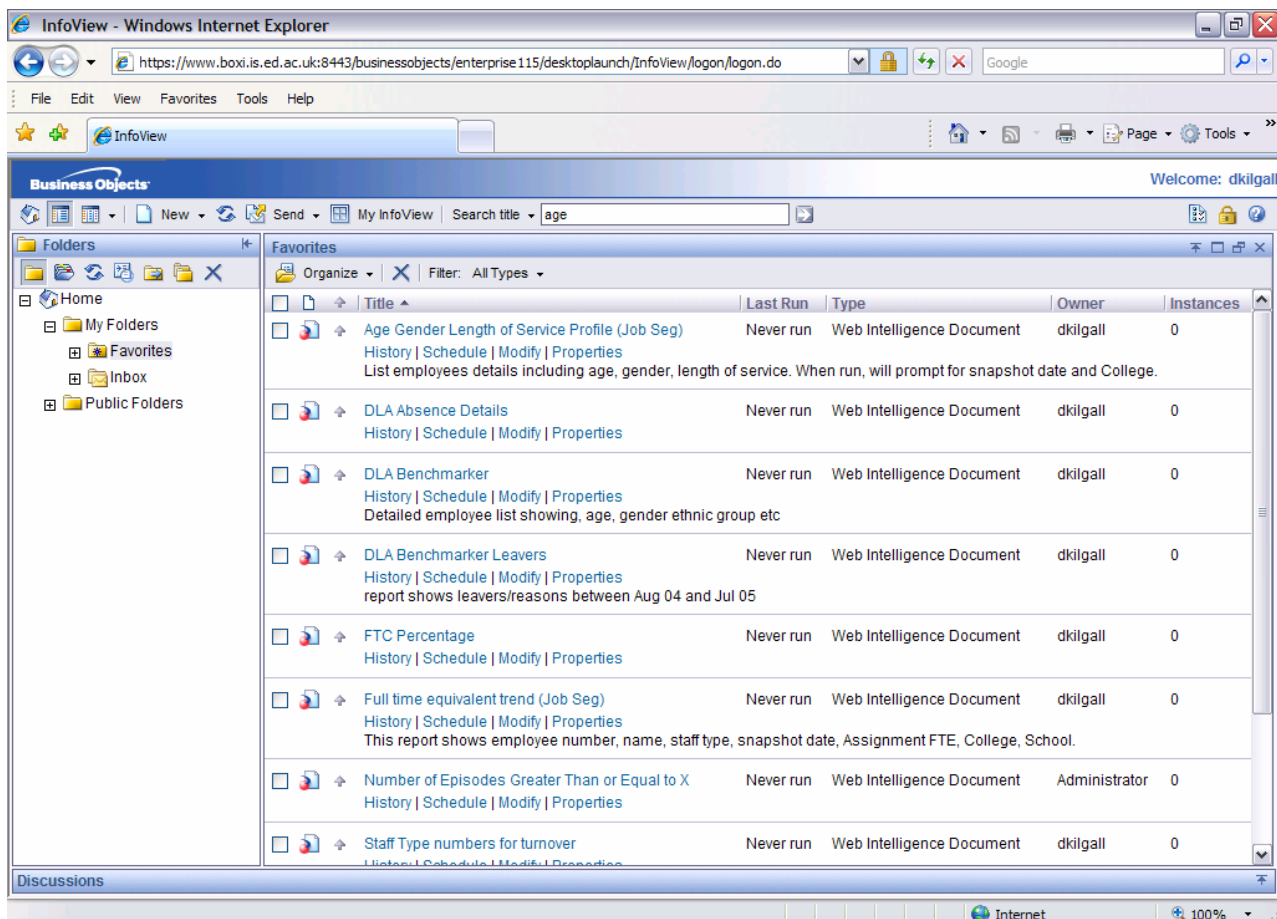 InfoView - Windows Internet Explorer
https://www.boxi.is.ed.ac.uk:8443/businessobjects/enterprise115/desktoplaunch/InfoView/logon/logon.do
Google
File Edit View Favorites Tools Help
InfoView
Page Tools »
Business Objects
Welcome: dkilgall
New Send My InfoView Search title age
Folders
Favorites
Organize Filter: All Types
Home
My Folders
Favorites
Inbox
Public Folders
Title Last Run Type Owner Instances
Age Gender Length of Service Profile (Job Seg) Never run Web Intelligence Document dkilgall 0
History | Schedule | Modify | Properties
List employees details including age, gender, length of service. When run, will prompt for snapshot date and College.
DLA Absence Details Never run Web Intelligence Document dkilgall 0
History | Schedule | Modify | Properties
DLA Benchmarker Never run Web Intelligence Document dkilgall 0
History | Schedule | Modify | Properties
Detailed employee list showing, age, gender ethnic group etc
DLA Benchmarker Leavers Never run Web Intelligence Document dkilgall 0
History | Schedule | Modify | Properties
report shows leavers/reasons between Aug 04 and Jul 05
FTC Percentage Never run Web Intelligence Document dkilgall 0
History | Schedule | Modify | Properties
Full time equivalent trend (Job Seg) Never run Web Intelligence Document dkilgall 0
History | Schedule | Modify | Properties
This report shows employee number, name, staff type, snapshot date, Assignment FTE, College, School.
Number of Episodes Greater Than or Equal to X Never run Web Intelligence Document Administrator 0
History | Schedule | Modify | Properties
Staff Type numbers for turnover Never run Web Intelligence Document dkilgall 0
History | Schedule | Modify | Properties
Discussions
Internet 100%